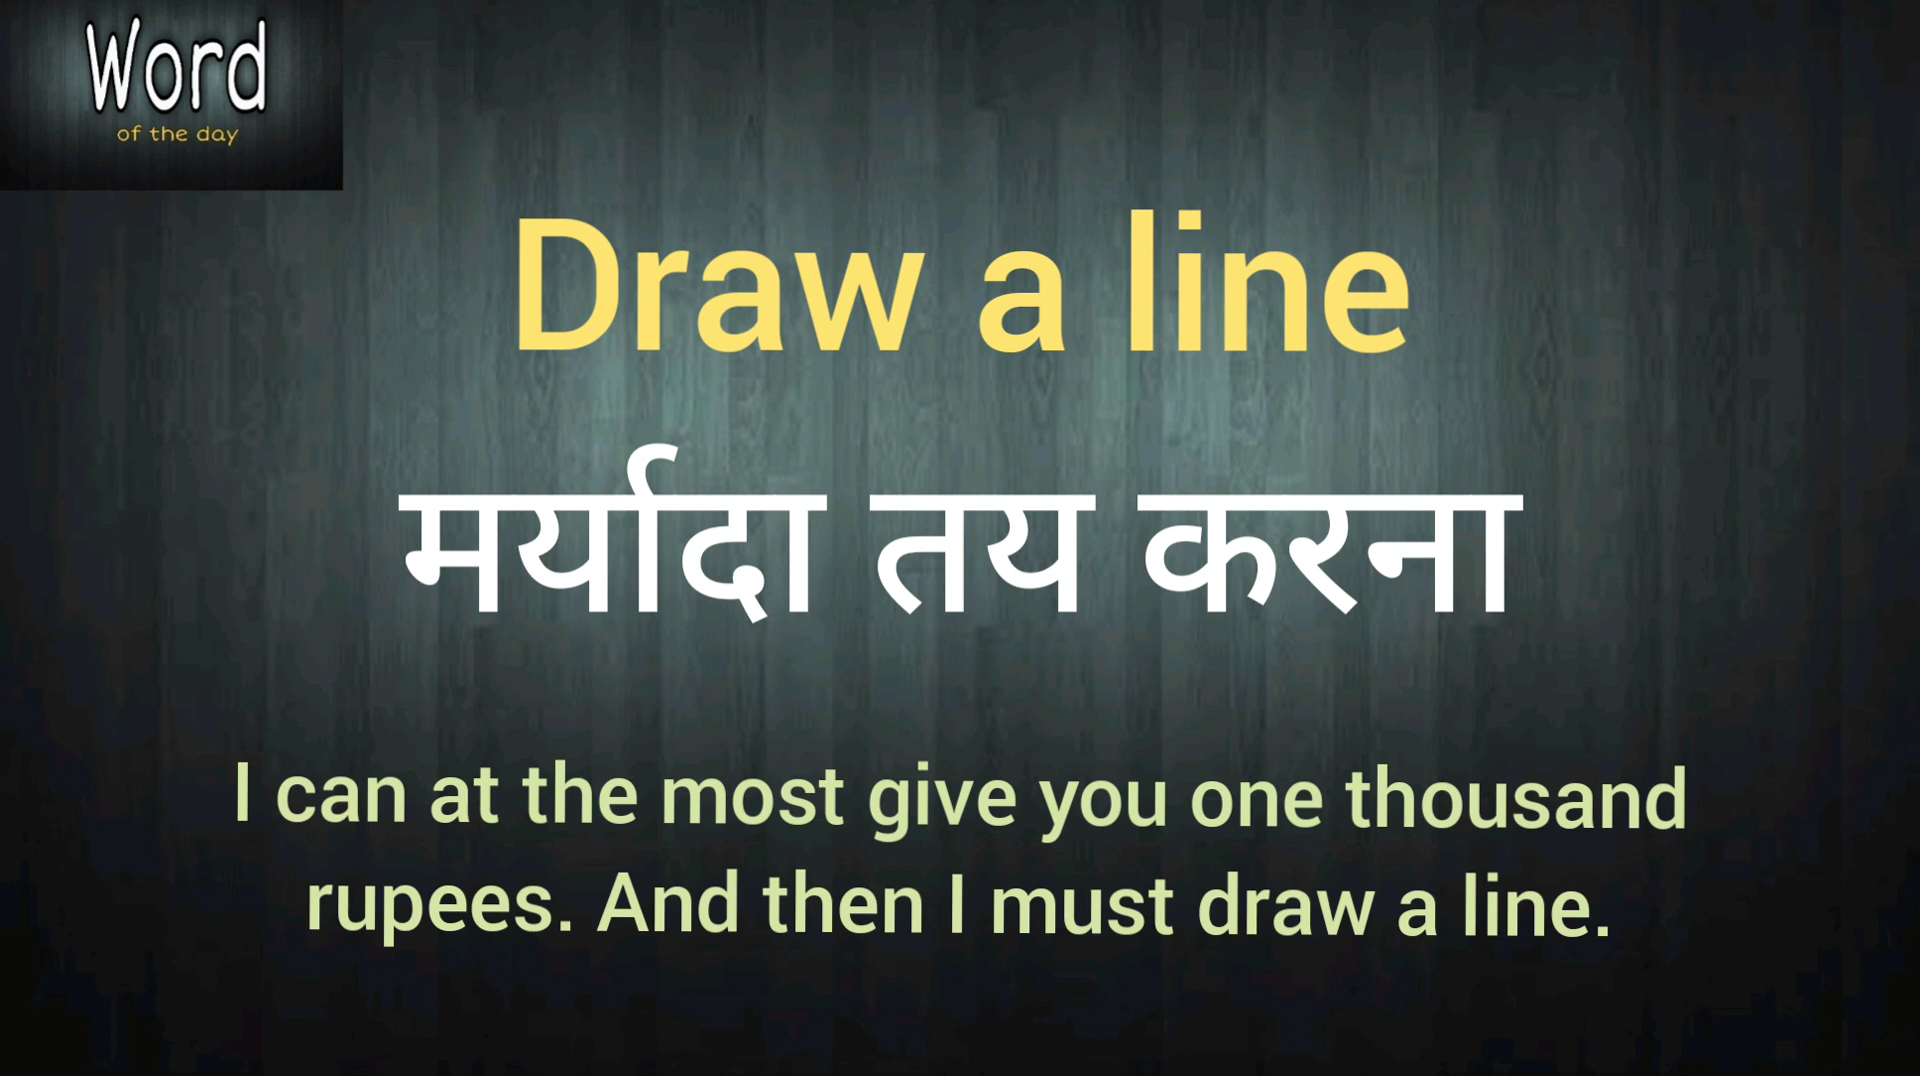 Word
of the day
Draw a line
मर्यादा तय करना
I can at the most give you one thousand
rupees. And then I must draw a line.